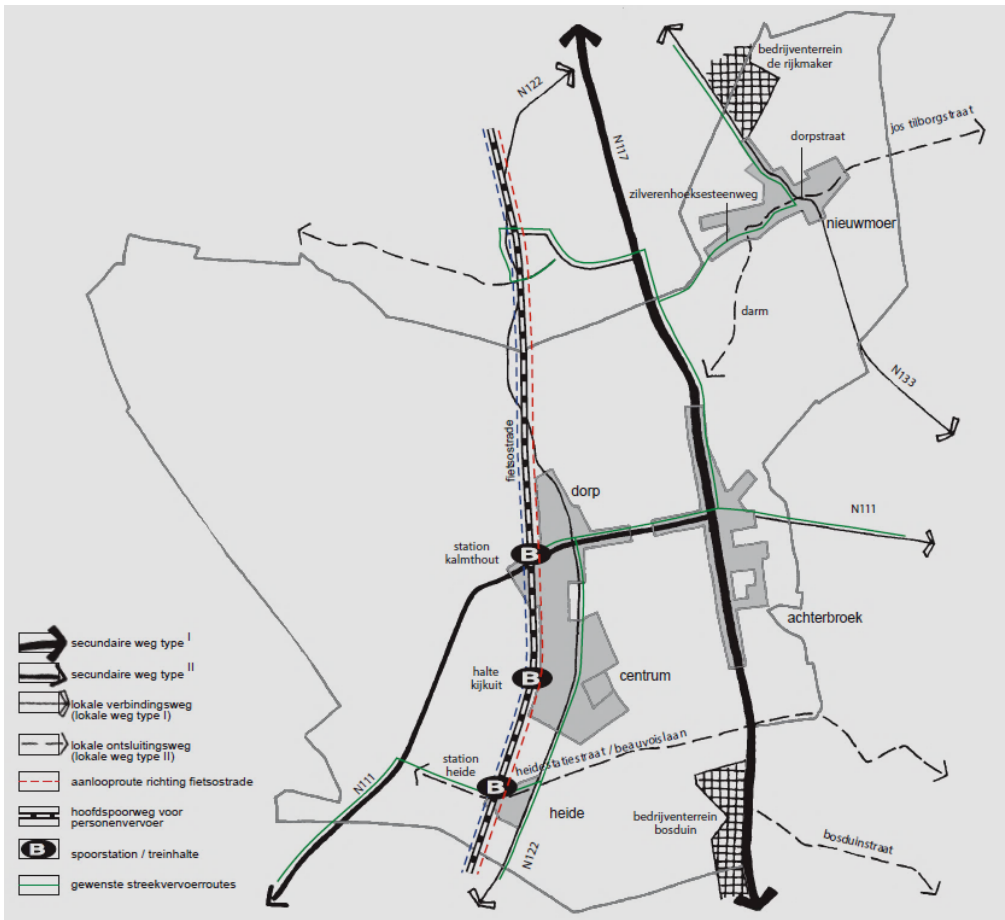 bedrijventerrein
de rijkmaker
N122
N117
jos tilborgstraat
dorpstraat
zilverenhoeksesteenweg
nieuwmoer
darm
N133
fietsostrade
dorp
N111
station
kalmthout
B
achterbroek
halte
kijkuit
B
centrum
heidestatiestraat / beauvoislaan
station
heide
B
N111
heide
bedrijventerrein
bosduin
bosduinstraat
N122
secundaire weg type I
secundaire weg type II
lokale verbindingsweg
(lokale weg type I)
lokale ontsluitingsweg
(lokale weg type II)
aanlooproute richting fietsostrade
hoofdspoorweg voor
personenvervoer
B
spoorstation / treinhalte
gewenste streekvervoerroutes